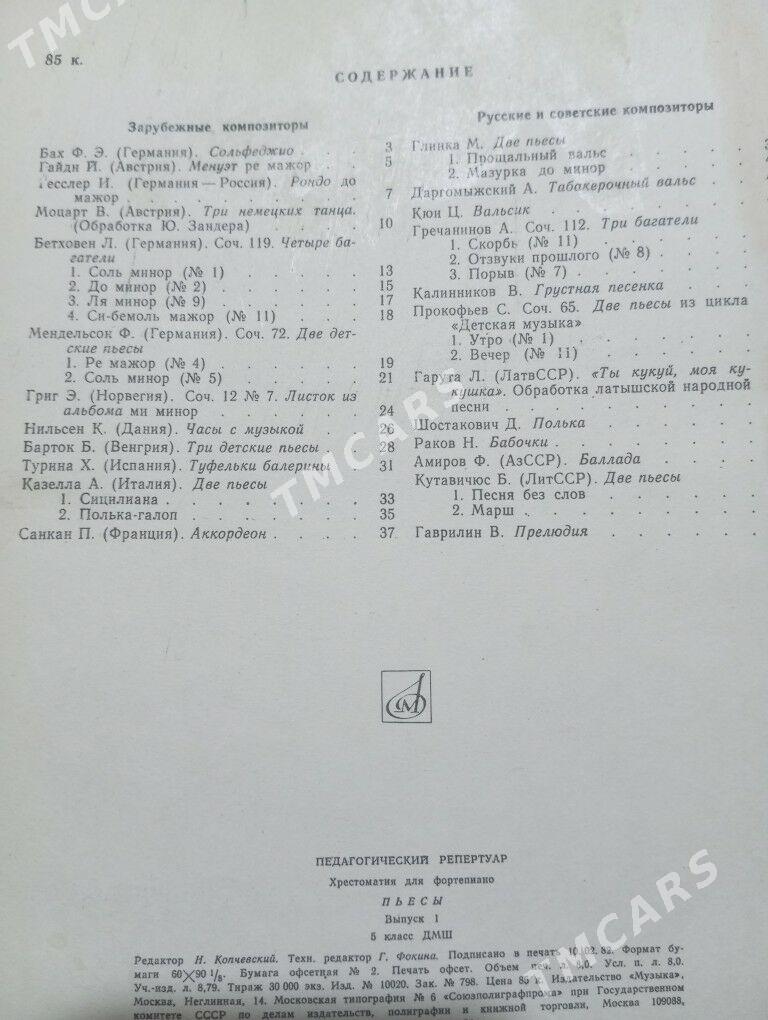 85 к.
СОДЕРЖАНИЕ
Зарубежные композиторы
Бах Ф. Э. (Германия). Сольфеджио . . . 3
Гайдн Й. (Австрия). Менуэт ре мажор . . 5
Гесслер И. (Германия — Россия). Рондо до
мажор . . . . . . . . . 7
Моцарт В. (Австрия). Три немецких танца.
(Обработка Ю. Зандера) . . . . . 10
Бетховен Л. (Германия). Соч. 119. Четыре ба-
гатели
1. Соль минор (№ 1) . . . . . 13
2. До минор (№ 2) . . . . . 15
3. Ля минор (№ 9) . . . . . 17
4. Си-бемоль мажор (№ 11) . . . . 18
Мендельсон Ф. (Германия). Соч. 72. Две дет-
ские пьесы
1. Ре мажор (№ 4) . . . . . 19
2. Соль минор (№ 5) . . . . . 21
Григ Э. (Норвегия). Соч. 12 № 7. Листок из
альбома ми минор . . . . . . 24
Нильсен К. (Дания). Часы с музыкой . . 26
Барток Б. (Венгрия). Три детские пьесы . . 28
Турина Х. (Испания). Туфельки балерины . 31
Казелла А. (Италия). Две пьесы
1. Сицилиана . . . . . . . 33
2. Полька-галоп . . . . . . 35
Санкан П. (Франция). Аккордеон . . . . 37
Русские и советские композиторы
Глинка М. Две пьесы
1. Прощальный вальс . . . . .
2. Мазурка до минор . . . . .
Даргомыжский А. Табакерочный вальс . .
Кюи Ц. Вальсик . . . . . . .
Гречанинов А. Соч. 112. Три багатели
1. Скорбь (№ 11) . . . . . .
2. Отзвуки прошлого (№ 8) . . . .
3. Порыв (№ 7) . . . . . . .
Калинников В. Грустная песенка . . . .
Прокофьев С. Соч. 65. Две пьесы из цикла
«Детская музыка»
1. Утро (№ 1) . . . . . . .
2. Вечер (№ 11) . . . . . . .
Гарута Л. (ЛатвССР). «Ты кукуй, моя ку-
кушка». Обработка латышской народной
песни . . . . . . . . . .
Шостакович Д. Полька . . . . . .
Раков Н. Бабочки . . . . . . .
Амиров Ф. (АзССР). Баллада . . . .
Кутавичюс Б. (ЛитССР). Две пьесы
1. Песня без слов . . . . . .
2. Марш . . . . . . . . .
Гаврилин В. Прелюдия . . . . . .
ПЕДАГОГИЧЕСКИЙ РЕПЕРТУАР
Хрестоматия для фортепиано
ПЬЕСЫ
Выпуск 1
5 класс ДМШ
Редактор Н. Копчевский. Техн. редактор Г. Фокина. Подписано в печать 10.02.82. Формат бу-
маги 60×90 1/8. Бумага офсетная № 2. Печать офсет. Объем печ. л. 8,0. Усл. п. л. 8,0.
Уч.-изд. л. 8,79. Тираж 30 000 экз. Изд. № 10020. Зак. № 798. Цена 85 к. Издательство «Музыка»,
Москва, Неглинная, 14. Московская типография № 6 «Союзполиграфпрома» при Государственном
комитете СССР по делам издательств, полиграфии и книжной торговли, Москва 109088,
TMCARS
TMCARS
TMCARS